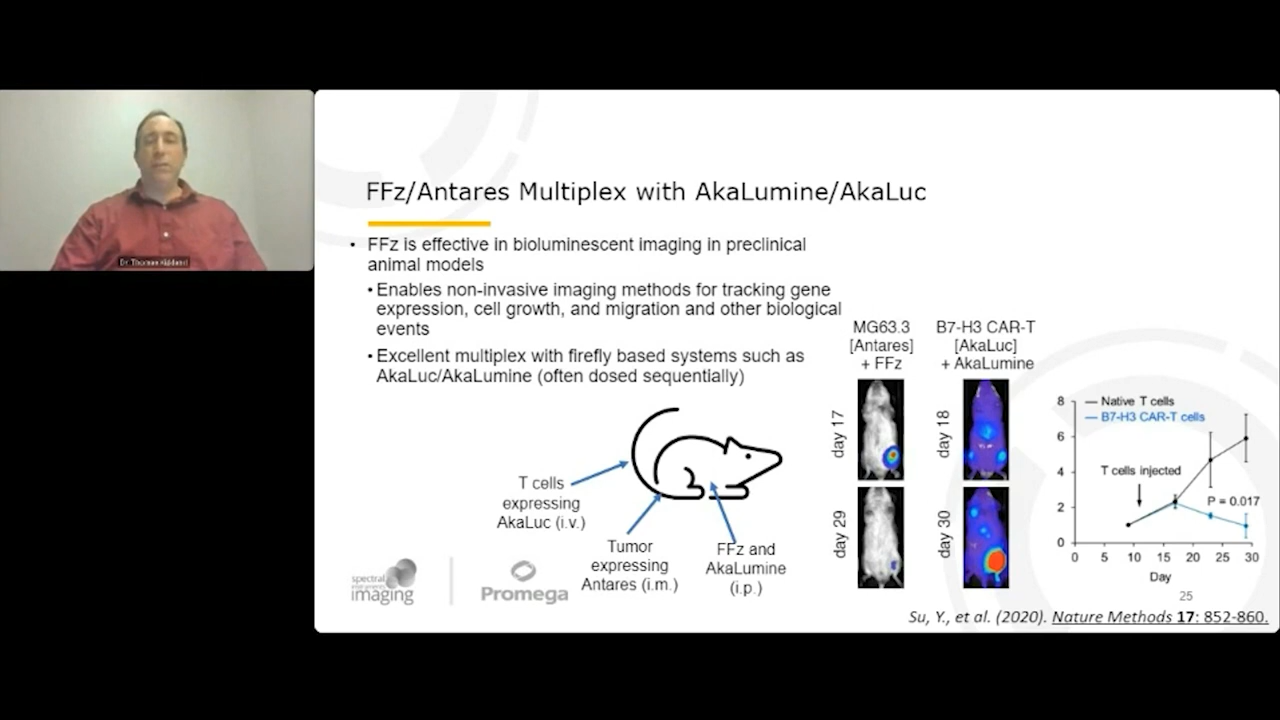 FFz/Antares Multiplex with AkaLumine/AkaLuc
• FFz is effective in bioluminescent imaging in preclinical
animal models
• Enables non-invasive imaging methods for tracking gene
expression, cell growth, and migration and other biological
events
• Excellent multiplex with firefly based systems such as
AkaLuc/AkaLumine (often dosed sequentially)
T cells
expressing
AkaLuc (i.v.)
Tumor
expressing
Antares (i.m.)
FFz and
AkaLumine
(i.p.)
MG63.3
[Antares]
+ FFz
B7-H3 CAR-T
[AkaLuc]
+ AkaLumine
day 17
day 18
day 29
day 30
Native T cells
B7-H3 CAR-T cells
T cells injected
P = 0.017
8
6
4
2
0
0 5 10 15 20 25 30
Day
spectral
instruments
imaging
Promega
25
Su, Y., et al. (2020). Nature Methods 17: 852-860.
Dr. Thomas